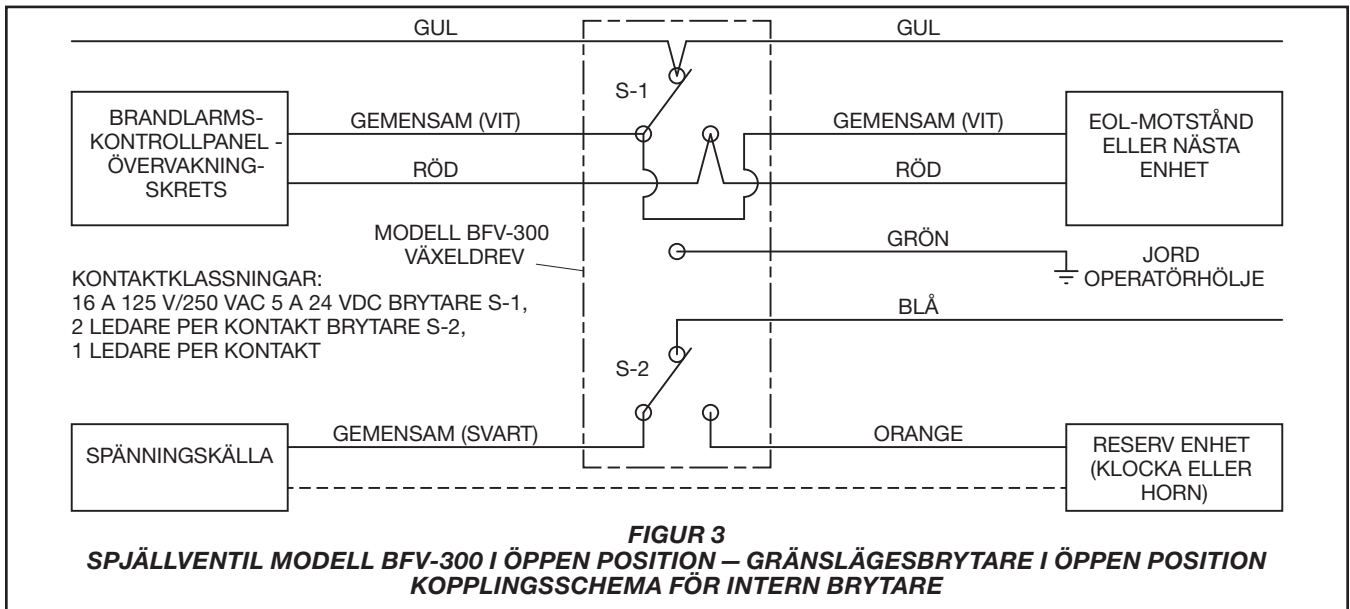 GUL
GUL
S-1
BRANDLARMS-
KONTROLLPANEL -
ÖVERVAKNING-
SKRETS
GEMENSAM (VIT)
RÖD
GEMENSAM (VIT)
RÖD
EOL-MOTSTÅND
ELLER NÄSTA
ENHET
MODELL BFV-300
VÄXELDREV
GRÖN
JORD
OPERATÖRHÖLJE
KONTAKTKLASSNINGAR:
16 A 125 V/250 VAC 5 A 24 VDC BRYTARE S-1,
2 LEDARE PER KONTAKT BRYTARE S-2,
1 LEDARE PER KONTAKT
BLÅ
S-2
SPÄNNINGSKÄLLA
GEMENSAM (SVART)
ORANGE
RESERV ENHET
(KLOCKA ELLER
HORN)
FIGUR 3
SPJÄLLVENTIL MODELL BFV-300 I ÖPPEN POSITION — GRÄNSLÄGESBRYTARE I ÖPPEN POSITION
KOPPLINGSSCHEMA FÖR INTERN BRYTARE